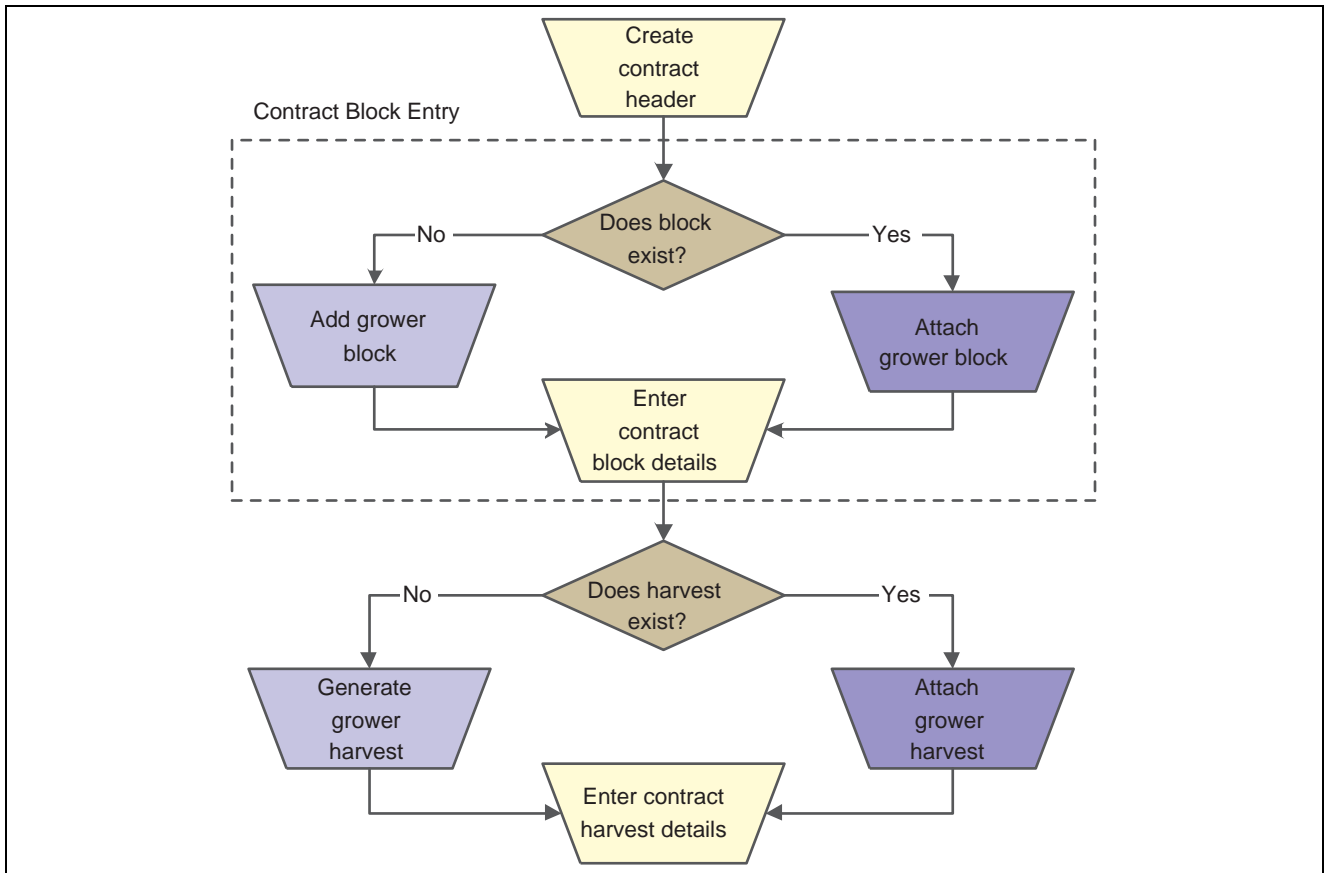 Create
contract
header
Contract Block Entry
Does block
exist?
No
Yes
Add grower
block
Attach
grower block
Enter
contract
block details
Does harvest
exist?
No
Yes
Generate
grower
harvest
Attach
grower
harvest
Enter contract
harvest details